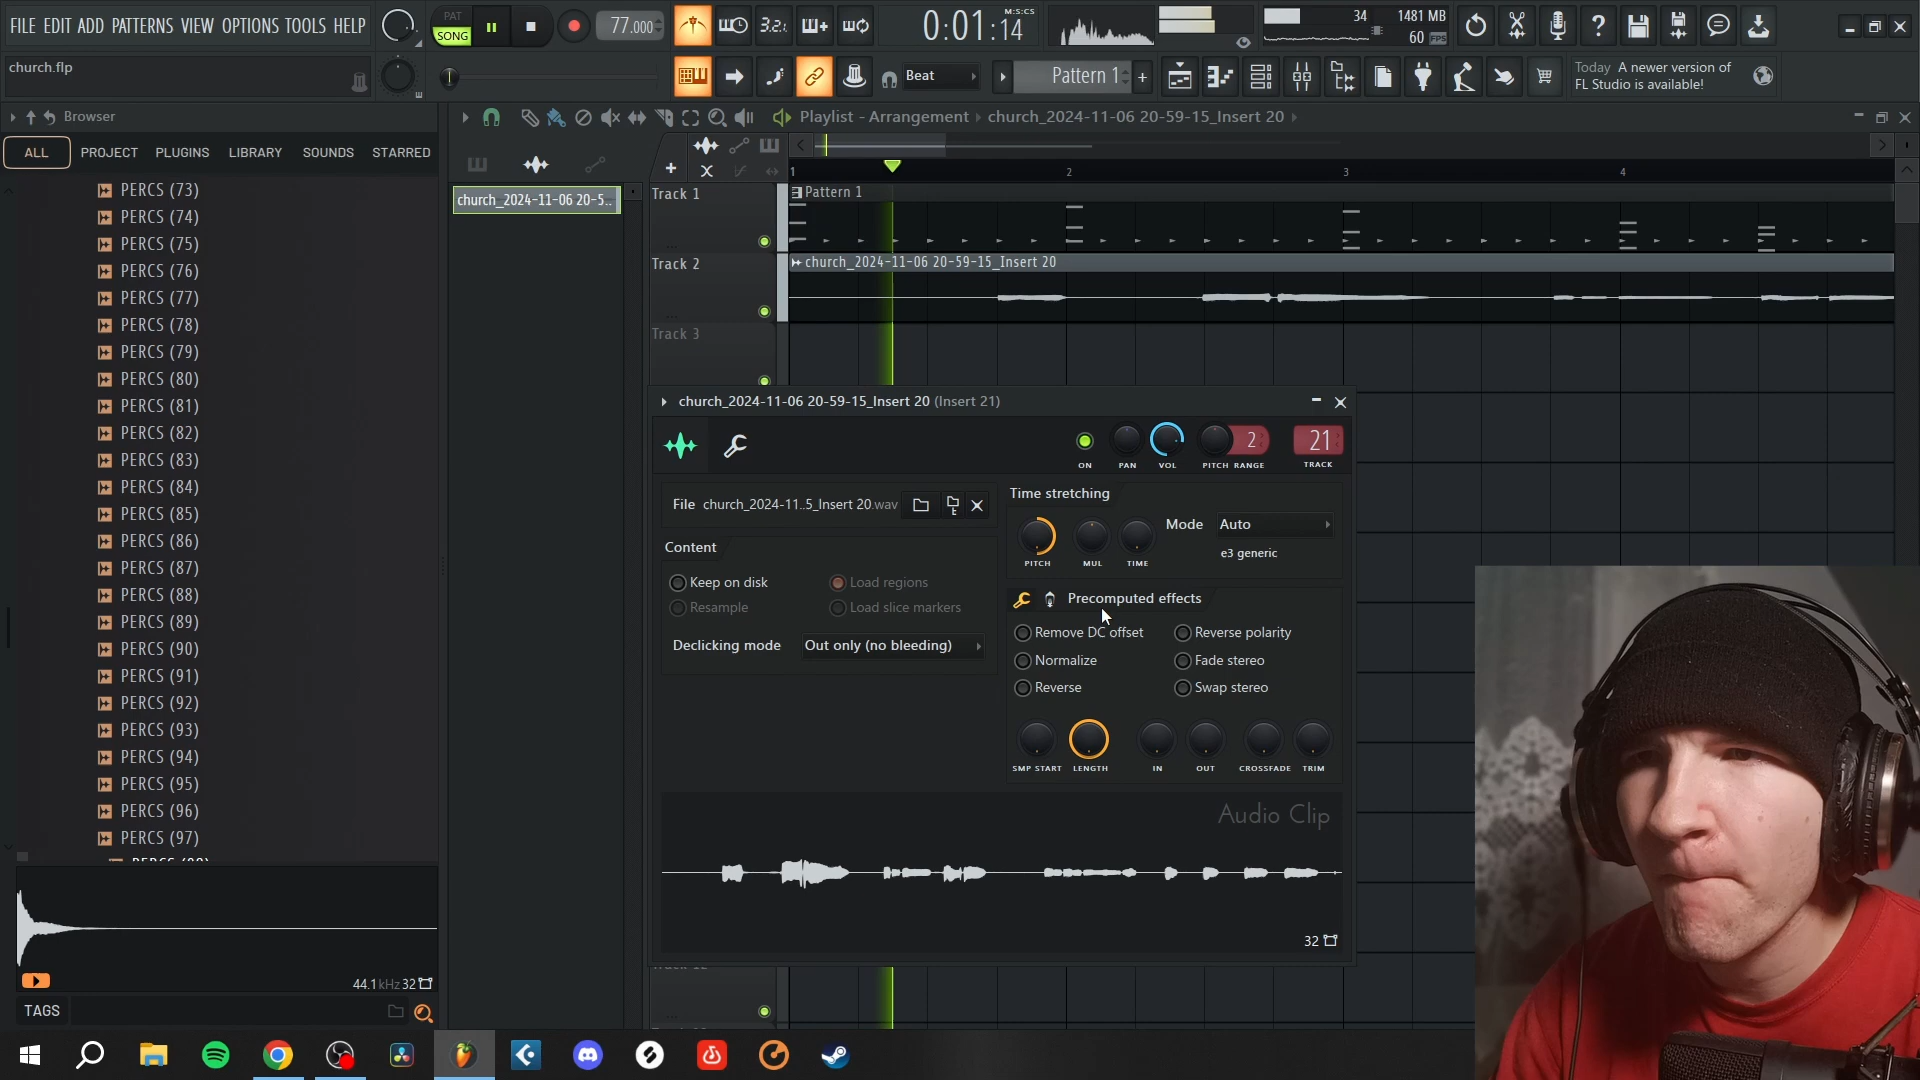 FILE EDIT ADD PATTERNS VIEW OPTIONS TOOLS HELP
PAT
SONG
77.000
3.2.
0:01:14
M:S:CS
34
1481 MB
60 FPS
church.flp
Beat
Pattern 1
Today A newer version of
FL Studio is available!
Browser
Playlist - Arrangement › church_2024-11-06 20-59-15_Insert 20 ›
ALL
PROJECT
PLUGINS
LIBRARY
SOUNDS
STARRED
1
2
3
4
PERCS (73)
PERCS (74)
PERCS (75)
PERCS (76)
PERCS (77)
PERCS (78)
PERCS (79)
PERCS (80)
PERCS (81)
PERCS (82)
PERCS (83)
PERCS (84)
PERCS (85)
PERCS (86)
PERCS (87)
PERCS (88)
PERCS (89)
PERCS (90)
PERCS (91)
PERCS (92)
PERCS (93)
PERCS (94)
PERCS (95)
PERCS (96)
PERCS (97)
church_2024-11-06 20-5..
Track 1
Pattern 1
Track 2
church_2024-11-06 20-59-15_Insert 20
Track 3
church_2024-11-06 20-59-15_Insert 20 (Insert 21)
2
21
ON
PAN
VOL
PITCH RANGE
TRACK
File church_2024-11..5_Insert 20.wav
Content
Keep on disk
Load regions
Resample
Load slice markers
Declicking mode
Out only (no bleeding)
Time stretching
PITCH
MUL
TIME
Mode
Auto
e3 generic
Precomputed effects
Remove DC offset
Reverse polarity
Normalize
Fade stereo
Reverse
Swap stereo
SMP START
LENGTH
IN
OUT
CROSSFADE
TRIM
Audio Clip
32
44.1kHz 32
TAGS